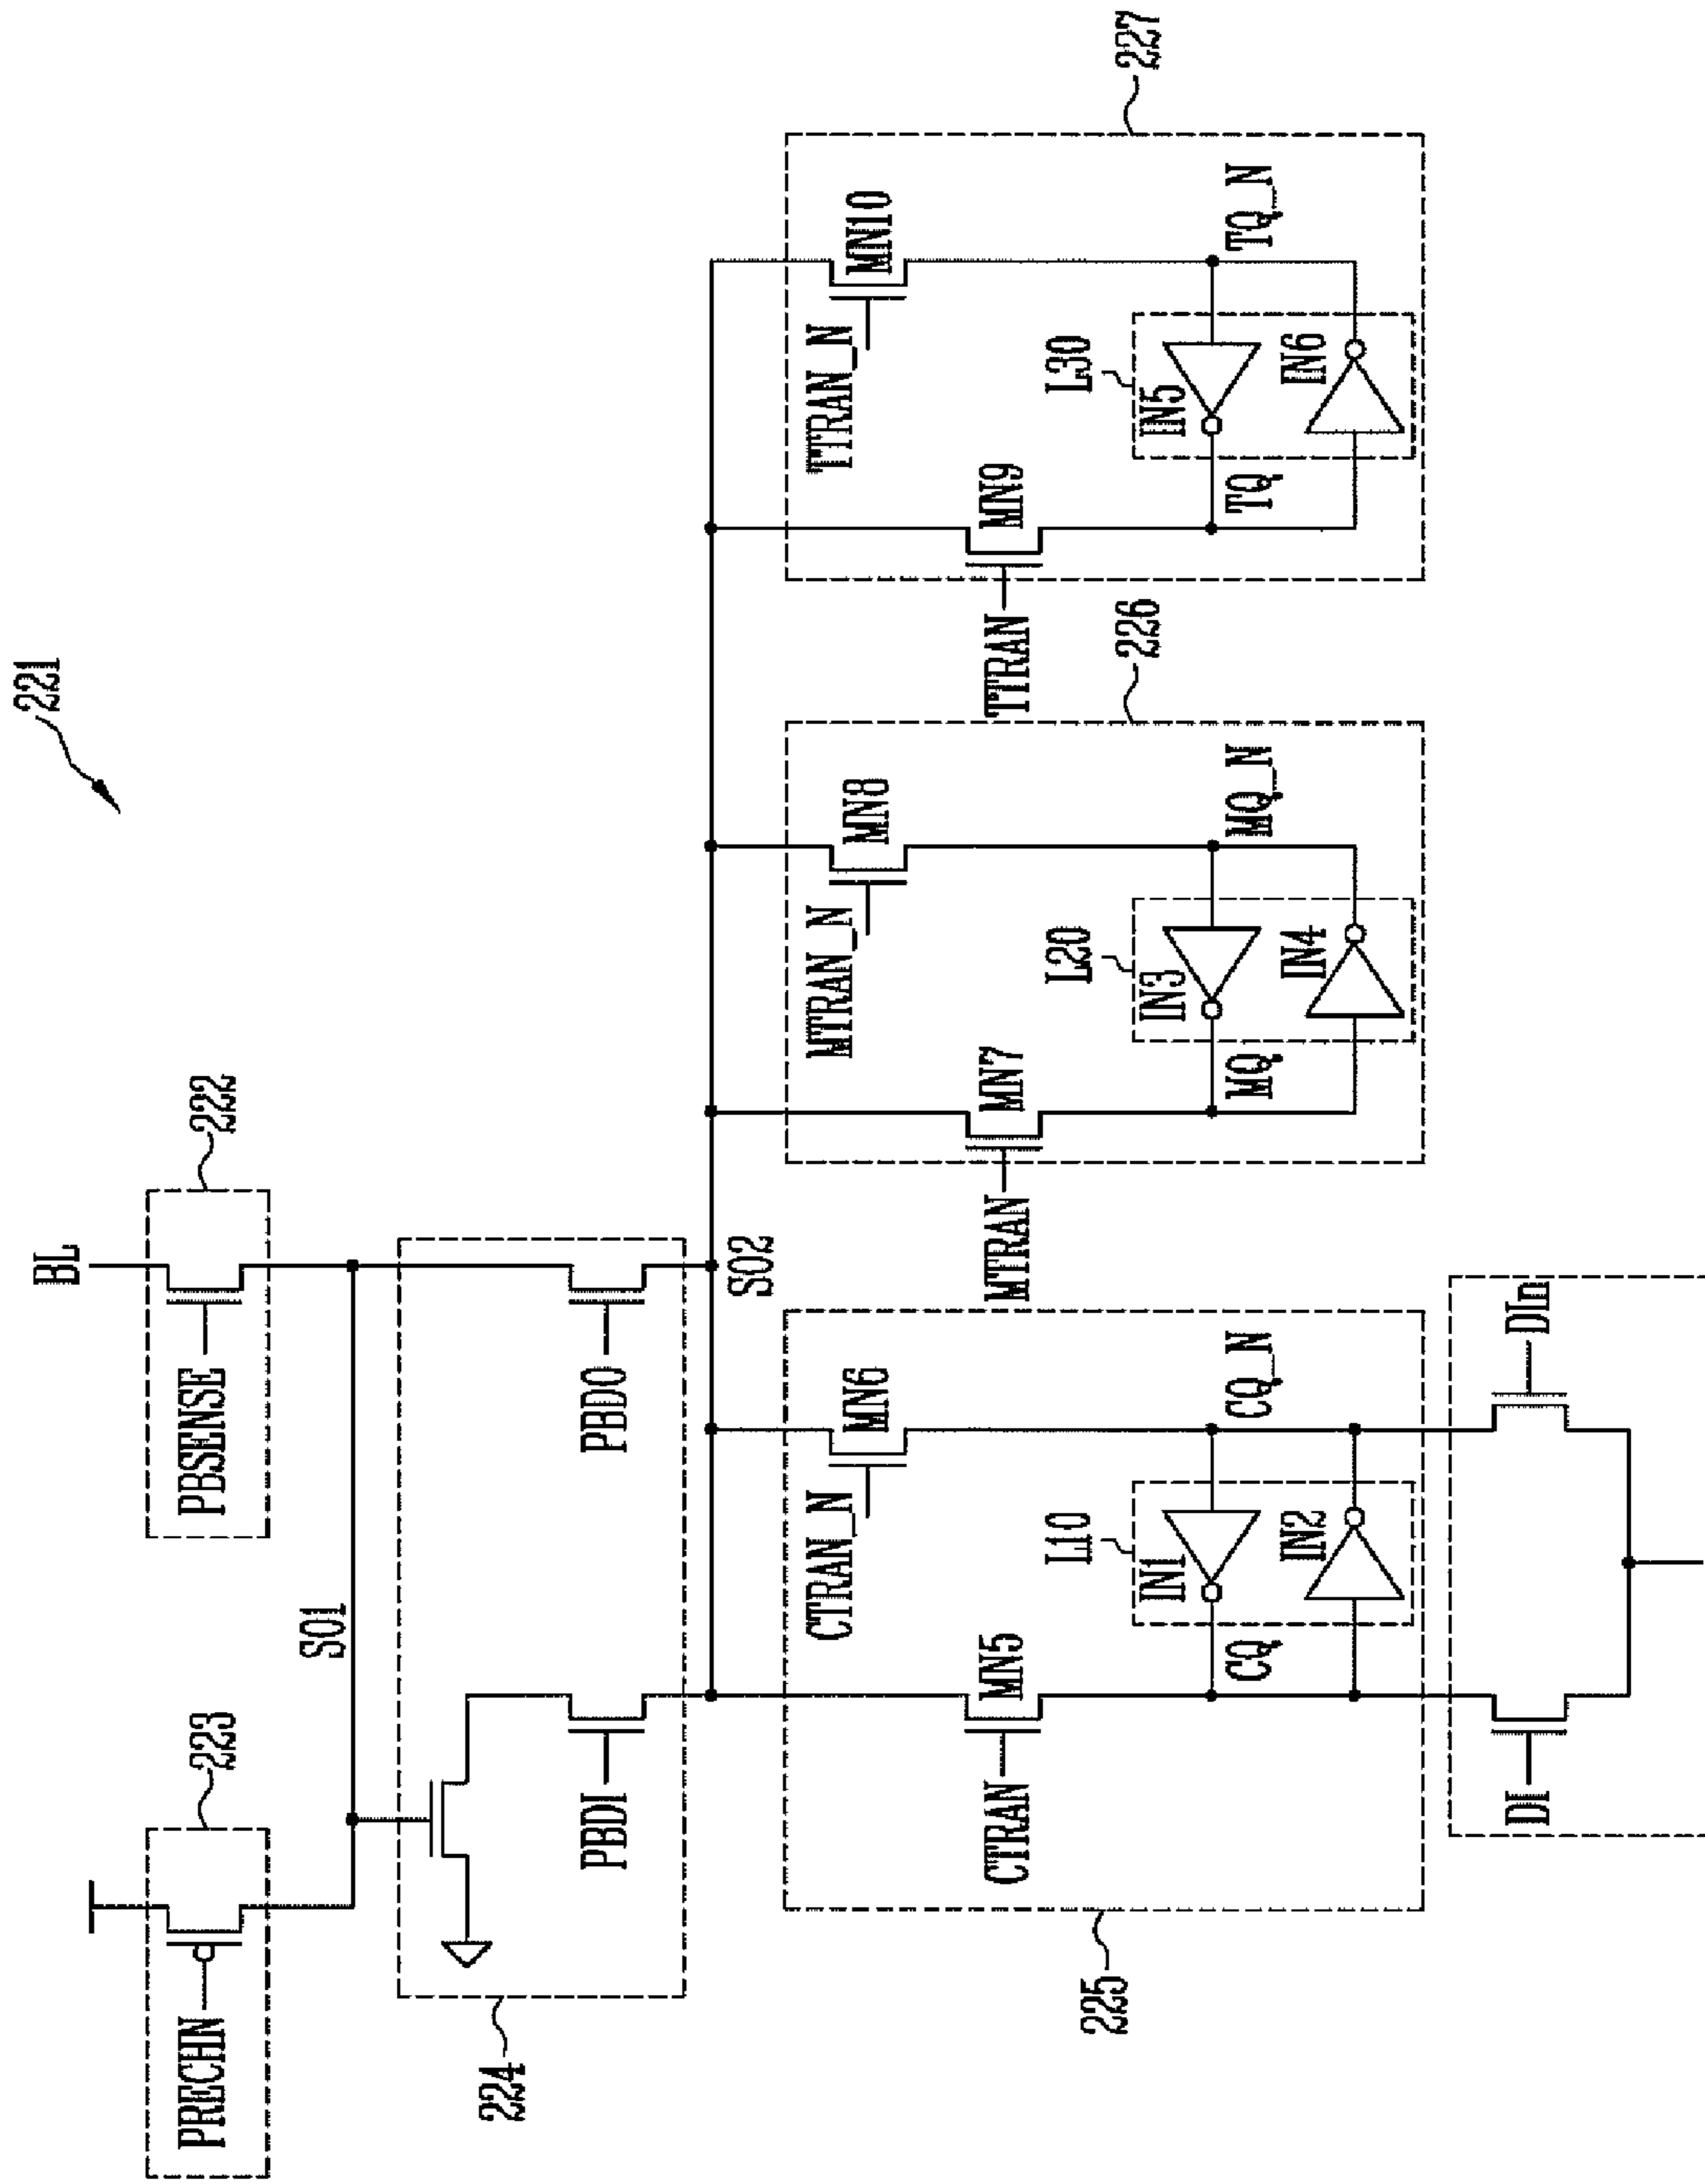 221
BL
PBSENSE
222
223
PRECHN
SO1
224
PBDI
PBDO
SO2
225
CTRAN
MN5
CTRAN_N
MN6
CQ
CQ_N
L10
IN1
IN2
DI
DIn
226
MTRAN
MN7
MTRAN_N
MN8
MQ
MQ_N
L20
IN3
IN4
227
TTRAN
MN9
TTRAN_N
MN10
TQ
TQ_N
L30
IN5
IN6